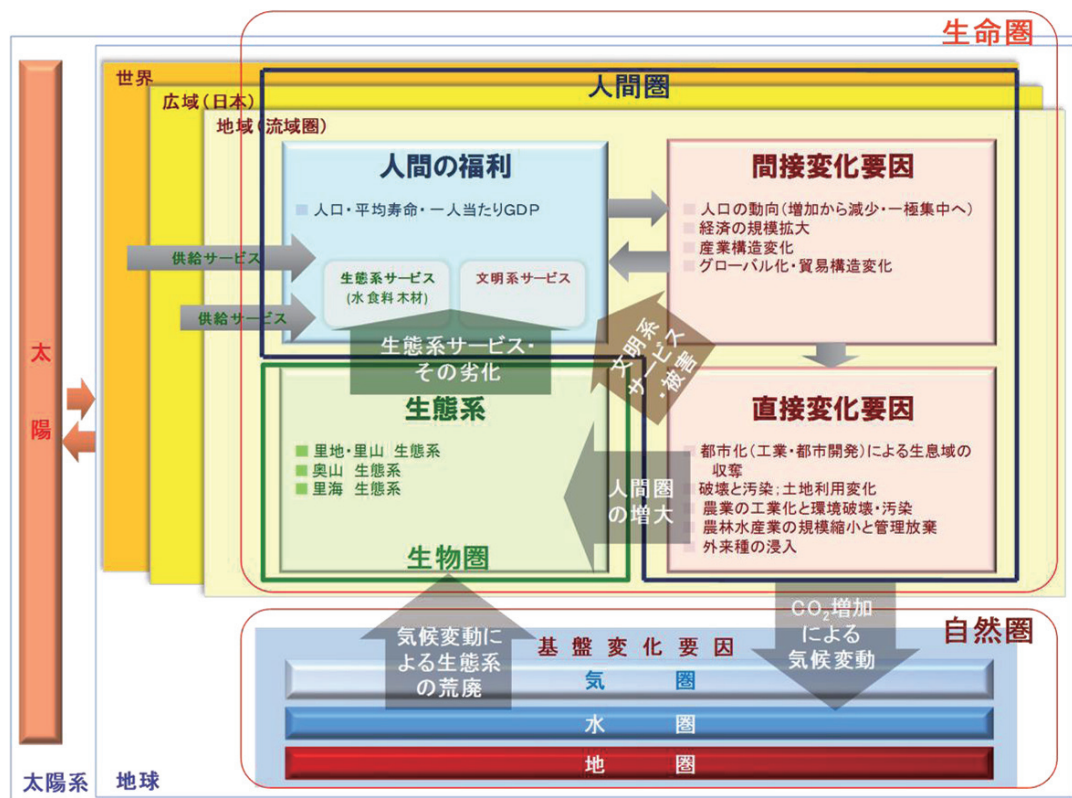 生命圏
世界
広域(日本)
地域(流域圏)
人間圏
人間の福利
人口・平均寿命・一人当たりGDP
供給サービス
供給サービス
生態系サービス
(水 食料 木材)
文明系サービス
間接変化要因
人口の動向(増加から減少・一極集中へ)
経済の規模拡大
産業構造変化
グローバル化・貿易構造変化
生態系サービス・
その劣化
文明系
サービス
・被害
太
陽
生態系
里地・里山 生態系
奥山 生態系
里海 生態系
生物圏
人間圏
の増大
直接変化要因
都市化(工業・都市開発)による生息域の
収奪
破壊と汚染;土地利用変化
農業の工業化と環境破壊・汚染
農林水産業の規模縮小と管理放棄
外来種の浸入
気候変動に
よる生態系
の荒廃
CO₂増加
による
気候変動
自然圏
基盤変化要因
気 圏
水 圏
地 圏
太陽系
地球